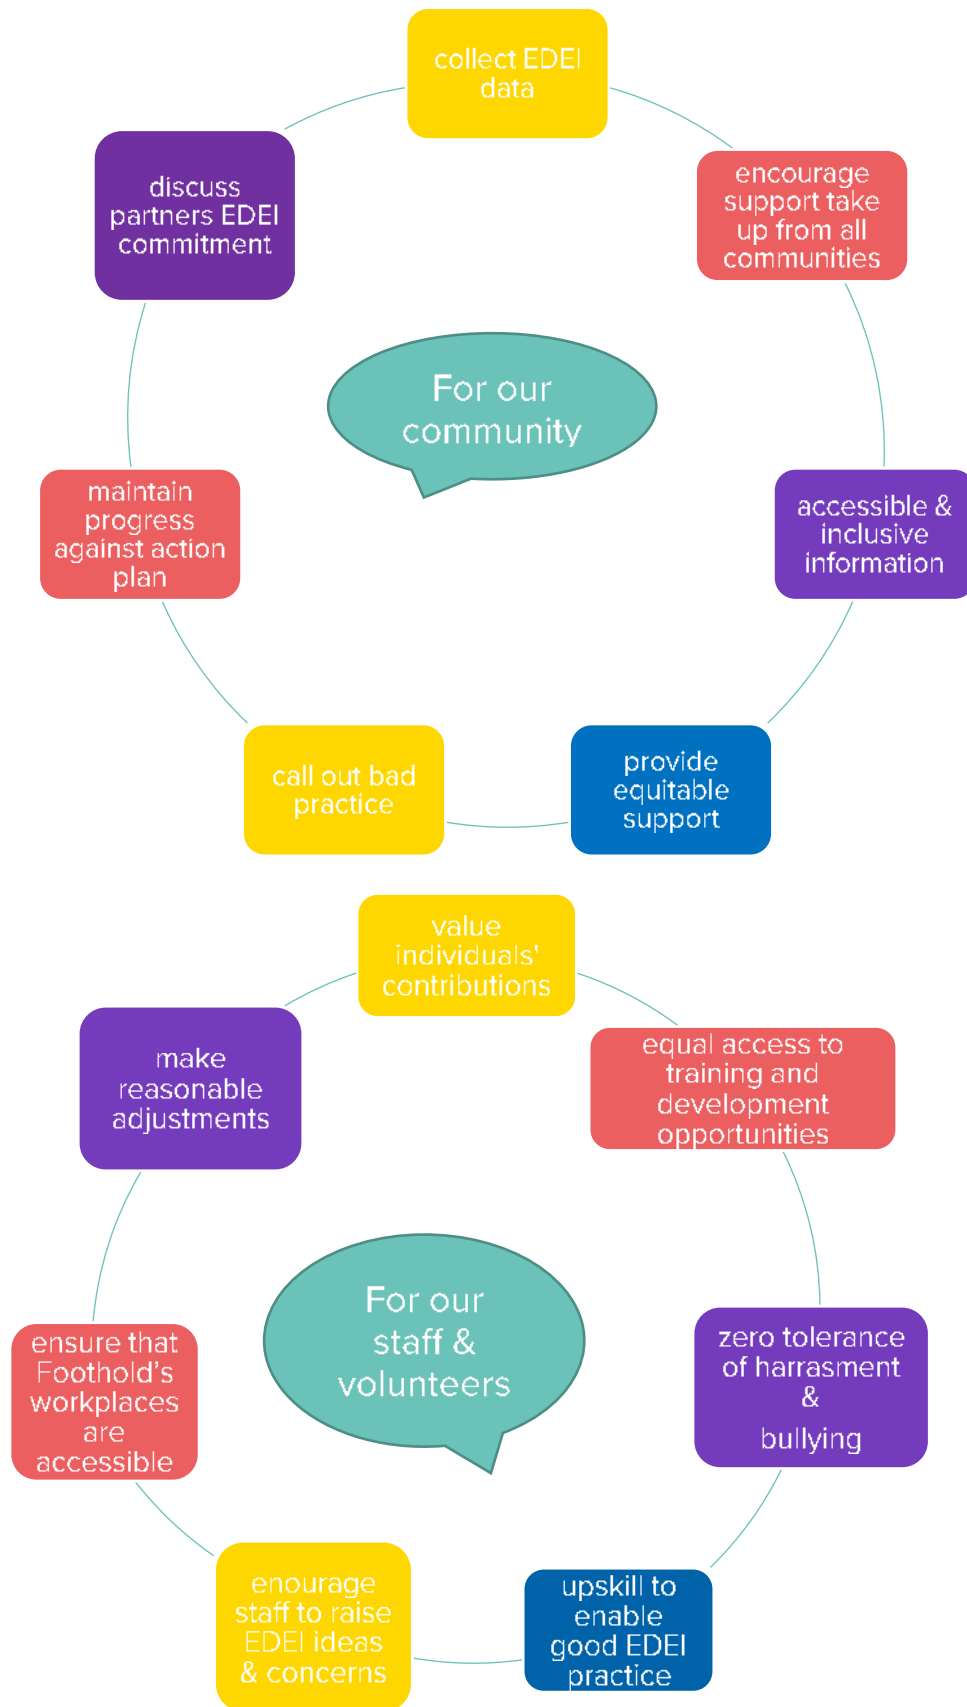 collect EDEI
data
encourage
support take
up from all
communities
accessible &
inclusive
information
provide
equitable
support
call out bad
practice
maintain
progress
against action
plan
discuss
partners EDEI
commitment
For our
community
value
individuals'
contributions
equal access to
training and
development
opportunities
zero tolerance
of harrasment
&
bullying
upskill to
enable
good EDEI
practice
enourage
staff to raise
EDEI ideas
& concerns
ensure that
Foothold’s
workplaces
are
accessible
make
reasonable
adjustments
For our
staff &
volunteers